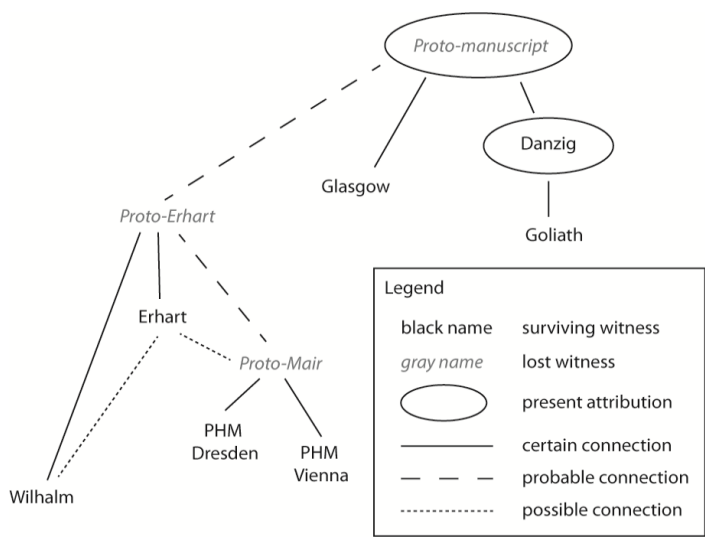 Proto-manuscript
Danzig
Glasgow
Proto-Erhart
Goliath
Erhart
Proto-Mair
PHM
Dresden
PHM
Vienna
Wilhalm
Legend
black name surviving witness
gray name lost witness
present attribution
certain connection
probable connection
possible connection